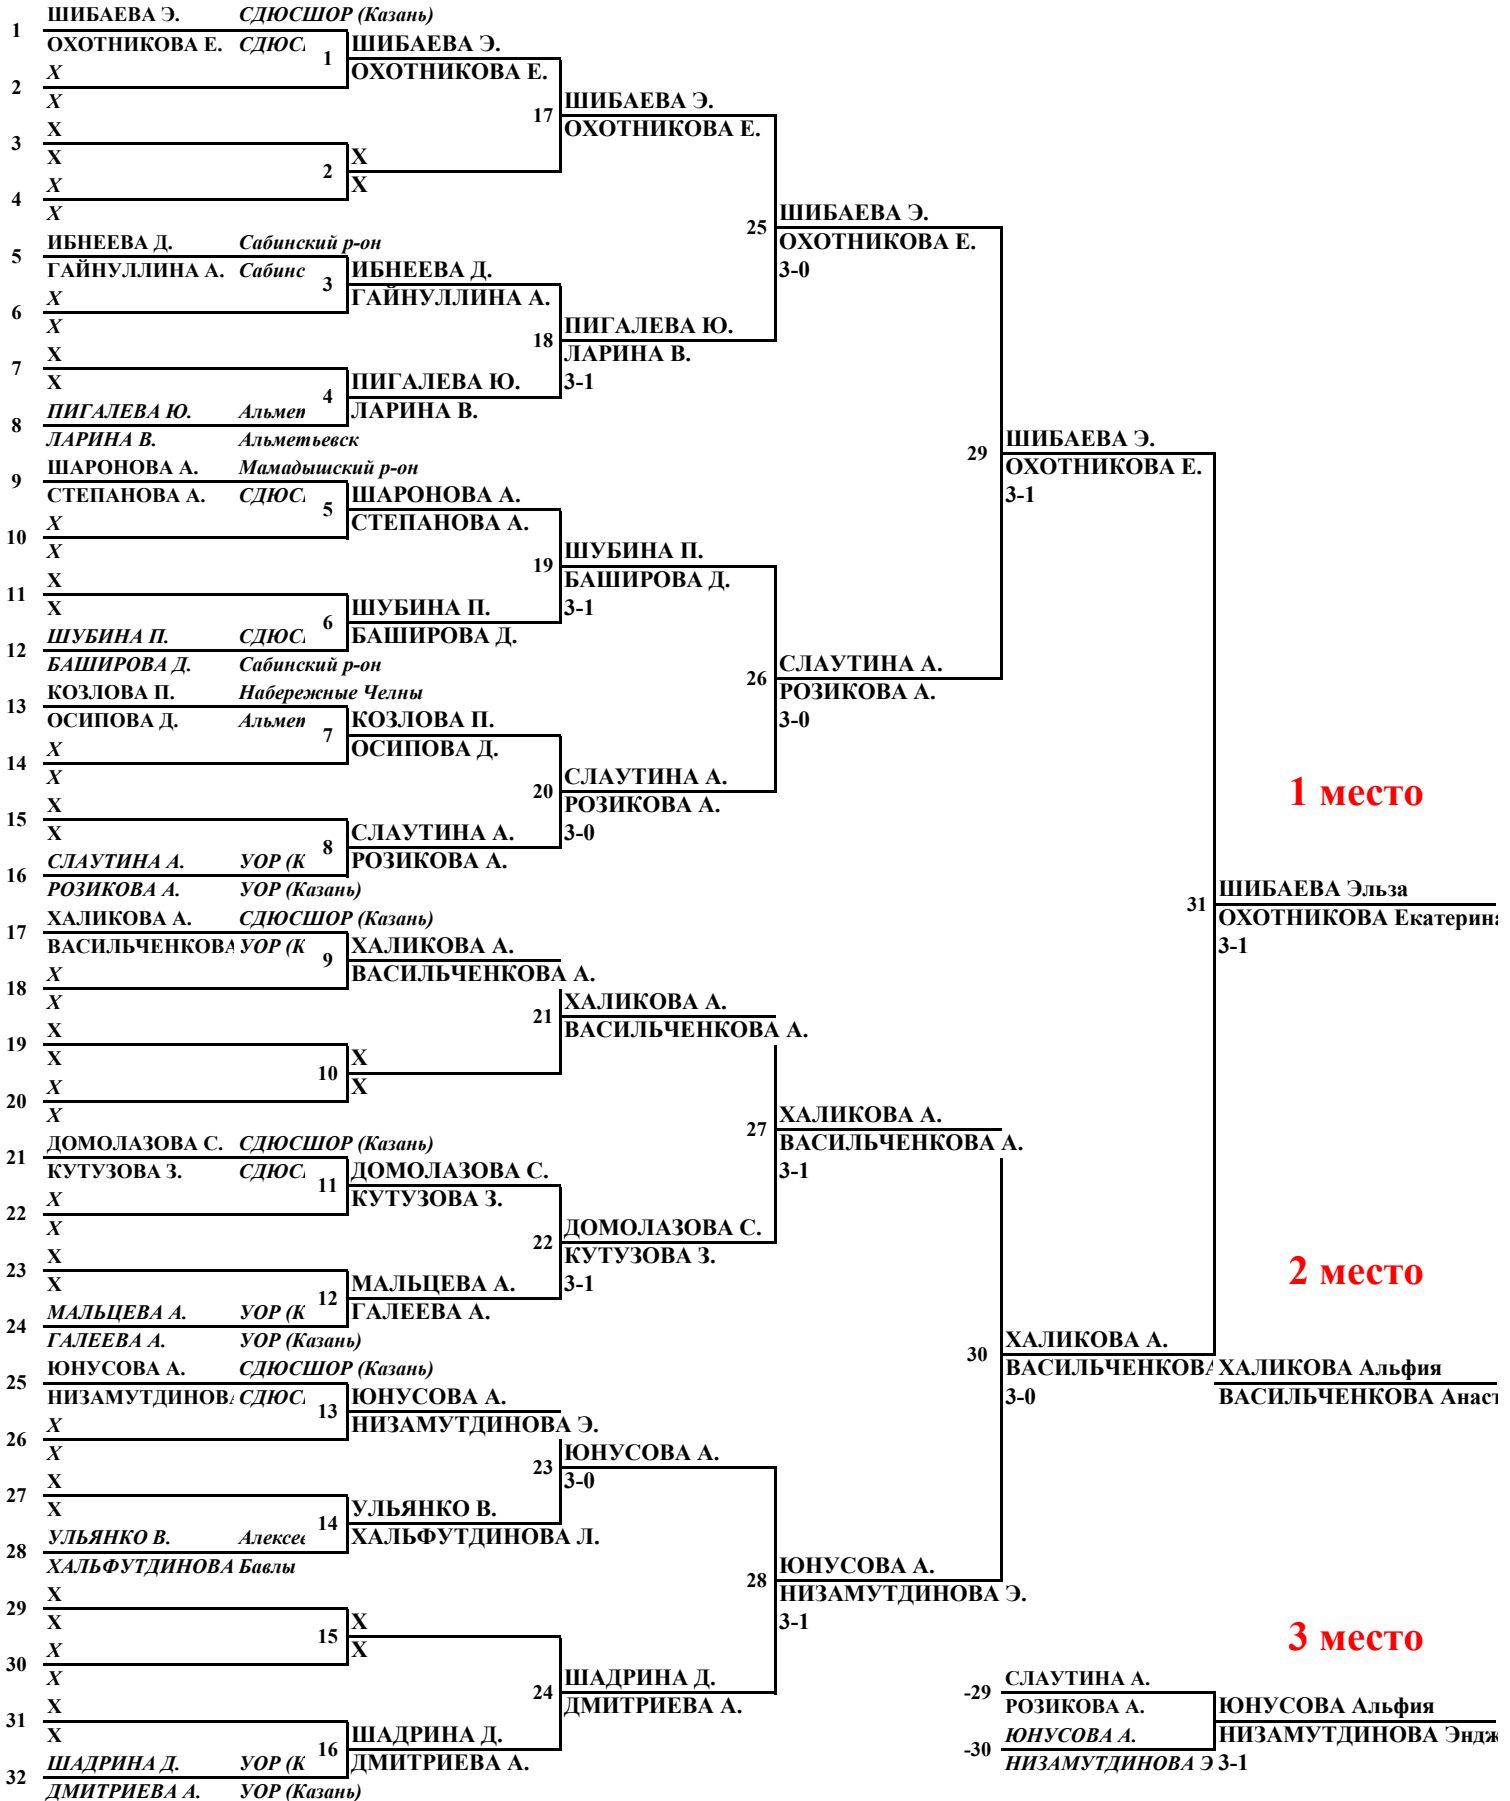 ШИБАЕВА Э. СДЮСШОР (Казань)
1
ОХОТНИКОВА Е. СДЮС
1 ШИБАЕВА Э.
X
ОХОТНИКОВА Е.
2
X
17 ШИБАЕВА Э.
ОХОТНИКОВА Е.
X
3
X
2 X
X
X
4
X
25 ШИБАЕВА Э.
ОХОТНИКОВА Е.
3-0
ИБНЕЕВА Д. Сабинский р-он
5
ГАЙНУЛЛИНА А. Сабинс
3 ИБНЕЕВА Д.
X
ГАЙНУЛЛИНА А.
6
X
18 ПИГАЛЕВА Ю.
ЛАРИНА В.
3-1
X
7
X
4 ПИГАЛЕВА Ю.
ПИГАЛЕВА Ю. Альмет
ЛАРИНА В.
8
ЛАРИНА В. Альметьевск
29 ШИБАЕВА Э.
ОХОТНИКОВА Е.
3-1
ШАРОНОВА А. Мамадышский р-он
9
СТЕПАНОВА А. СДЮС
5 ШАРОНОВА А.
X
СТЕПАНОВА А.
10
X
19 ШУБИНА П.
БАШИРОВА Д.
3-1
X
11
X
6 ШУБИНА П.
ШУБИНА П. СДЮС
БАШИРОВА Д.
12
БАШИРОВА Д. Сабинский р-он
26 СЛАУТИНА А.
РОЗИКОВА А.
3-0
КОЗЛОВА П. Набережные Челны
13
ОСИПОВА Д. Альмет
7 КОЗЛОВА П.
X
ОСИПОВА Д.
14
X
20 СЛАУТИНА А.
РОЗИКОВА А.
3-0
X
15
X
8 СЛАУТИНА А.
СЛАУТИНА А. УОР (К
РОЗИКОВА А.
16
РОЗИКОВА А. УОР (Казань)
1 место
31 ШИБАЕВА Эльза
ОХОТНИКОВА Екатерина
3-1
ХАЛИКОВА А. СДЮСШОР (Казань)
17
ВАСИЛЬЧЕНКОВА УОР (К
9 ХАЛИКОВА А.
X
ВАСИЛЬЧЕНКОВА А.
18
X
21 ХАЛИКОВА А.
ВАСИЛЬЧЕНКОВА А.
X
19
X
10 X
X
X
20
X
27 ХАЛИКОВА А.
ВАСИЛЬЧЕНКОВА А.
3-1
ДОМОЛАЗОВА С. СДЮСШОР (Казань)
21
КУТУЗОВА З. СДЮС
11 ДОМОЛАЗОВА С.
X
КУТУЗОВА З.
22
X
22 ДОМОЛАЗОВА С.
КУТУЗОВА З.
3-1
X
23
X
12 МАЛЬЦЕВА А.
МАЛЬЦЕВА А. УОР (К
ГАЛЕЕВА А.
24
ГАЛЕЕВА А. УОР (Казань)
2 место
30 ХАЛИКОВА А.
ВАСИЛЬЧЕНКОВА
3-0
ХАЛИКОВА Альфия
ВАСИЛЬЧЕНКОВА Анаст
ЮНУСОВА А. СДЮСШОР (Казань)
25
НИЗАМУТДИНОВА СДЮС
13 ЮНУСОВА А.
X
НИЗАМУТДИНОВА Э.
26
X
23 ЮНУСОВА А.
3-0
X
27
X
14 УЛЬЯНКО В.
УЛЬЯНКО В. Алексее
ХАЛЬФУТДИНОВА Л.
28
ХАЛЬФУТДИНОВА Бавлы
28 ЮНУСОВА А.
НИЗАМУТДИНОВА Э.
3-1
X
29
X
15 X
X
X
30
X
24 ШАДРИНА Д.
ДМИТРИЕВА А.
X
31
X
16 ШАДРИНА Д.
ШАДРИНА Д. УОР (К
ДМИТРИЕВА А.
32
ДМИТРИЕВА А. УОР (Казань)
3 место
СЛАУТИНА А.
-29
РОЗИКОВА А.
ЮНУСОВА Альфия
ЮНУСОВА А.
НИЗАМУТДИНОВА Эндж
-30
НИЗАМУТДИНОВА Э 3-1